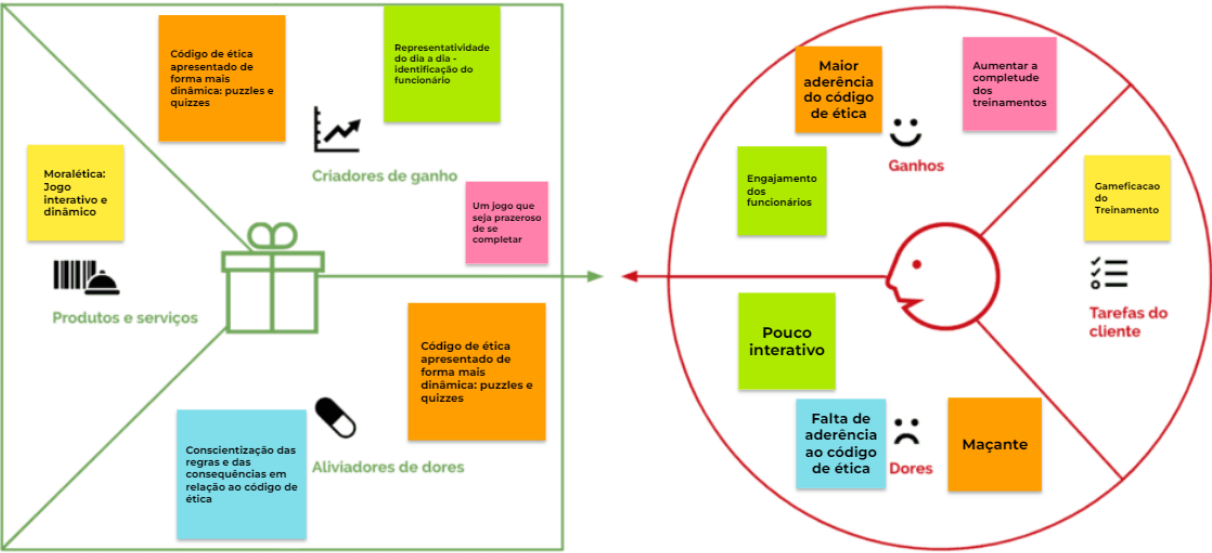 Código de ética
apresentado de
forma mais
dinâmica: puzzles e
quizzes
Representatividade
do dia a dia -
identificação do
funcionário
Criadores de ganho
Moralética:
Jogo
interativo e
dinâmico
Um jogo que
seja prazeroso
de se
completar
Produtos e serviços
Código de ética
apresentado de
forma mais
dinâmica: puzzles e
quizzes
Conscientização das
regras e das
consequências em
relação ao código de
ética
Aliviadores de dores
Maior
aderência
do código
de ética
Aumentar a
completude
dos
treinamentos
Ganhos
Engajamento
dos
funcionários
Gameficacao
do
Treinamento
Tarefas do
cliente
Pouco
interativo
Falta de
aderência
ao código
de ética
Dores
Maçante